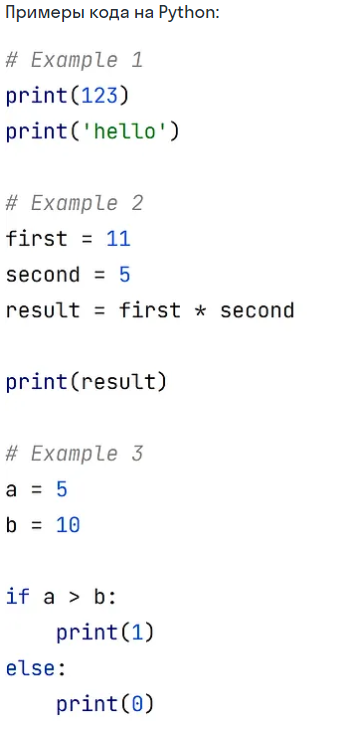 Примеры кода на Python:
# Example 1
print(123)
print('hello')
# Example 2
first = 11
second = 5
result = first * second
print(result)
# Example 3
a = 5
b = 10
if a > b:
    print(1)
else:
    print(0)